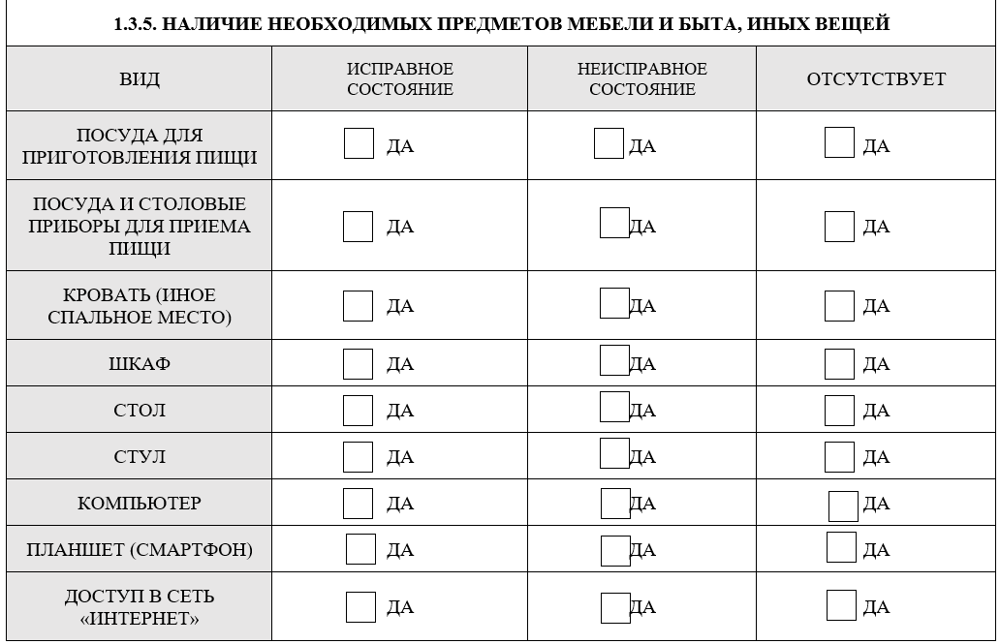 1.3.5. НАЛИЧИЕ НЕОБХОДИМЫХ ПРЕДМЕТОВ МЕБЕЛИ И БЫТА, ИНЫХ ВЕЩЕЙ
ВИД
ИСПРАВНОЕ
СОСТОЯНИЕ
НЕИСПРАВНОЕ
СОСТОЯНИЕ
ОТСУТСТВУЕТ
ПОСУДА ДЛЯ
ПРИГОТОВЛЕНИЯ ПИЩИ
ДА
ДА
ДА
ПОСУДА И СТОЛОВЫЕ
ПРИБОРЫ ДЛЯ ПРИЕМА
ПИЩИ
ДА
ДА
ДА
КРОВАТЬ (ИНОЕ
СПАЛЬНОЕ МЕСТО)
ДА
ДА
ДА
ШКАФ
ДА
ДА
ДА
СТОЛ
ДА
ДА
ДА
СТУЛ
ДА
ДА
ДА
КОМПЬЮТЕР
ДА
ДА
ДА
ПЛАНШЕТ (СМАРТФОН)
ДА
ДА
ДА
ДОСТУП В СЕТЬ
«ИНТЕРНЕТ»
ДА
ДА
ДА